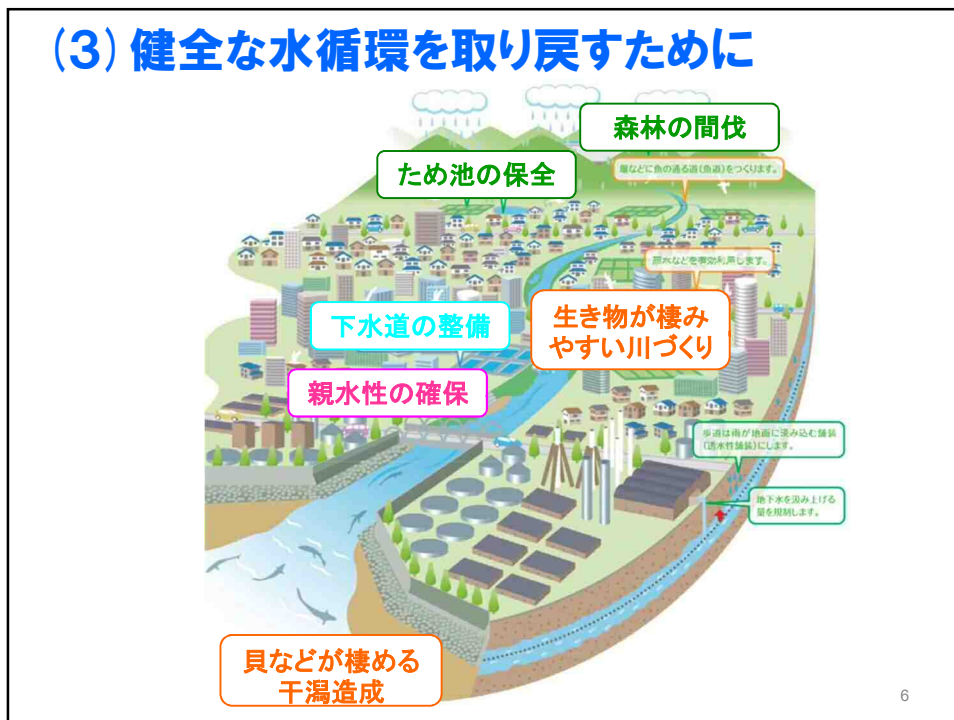 (3) 健全な水循環を取り戻すために
森林の間伐
ため池の保全
堰などに魚の通る道(魚道)をつくります。
雨水などを有効利用します。
下水道の整備
生き物が棲み
やすい川づくり
親水性の確保
歩道は雨が地面に浸み込む舗装
(透水性舗装)にします。
地下水を汲み上げる
量を規制します。
貝などが棲める
干潟造成
6